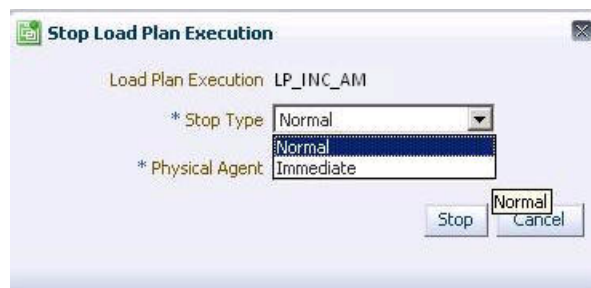 Stop Load Plan Execution
Load Plan Execution LP_INC_AM
* Stop Type Normal
Normal
* Physical Agent Immediate
Normal
Stop Cancel